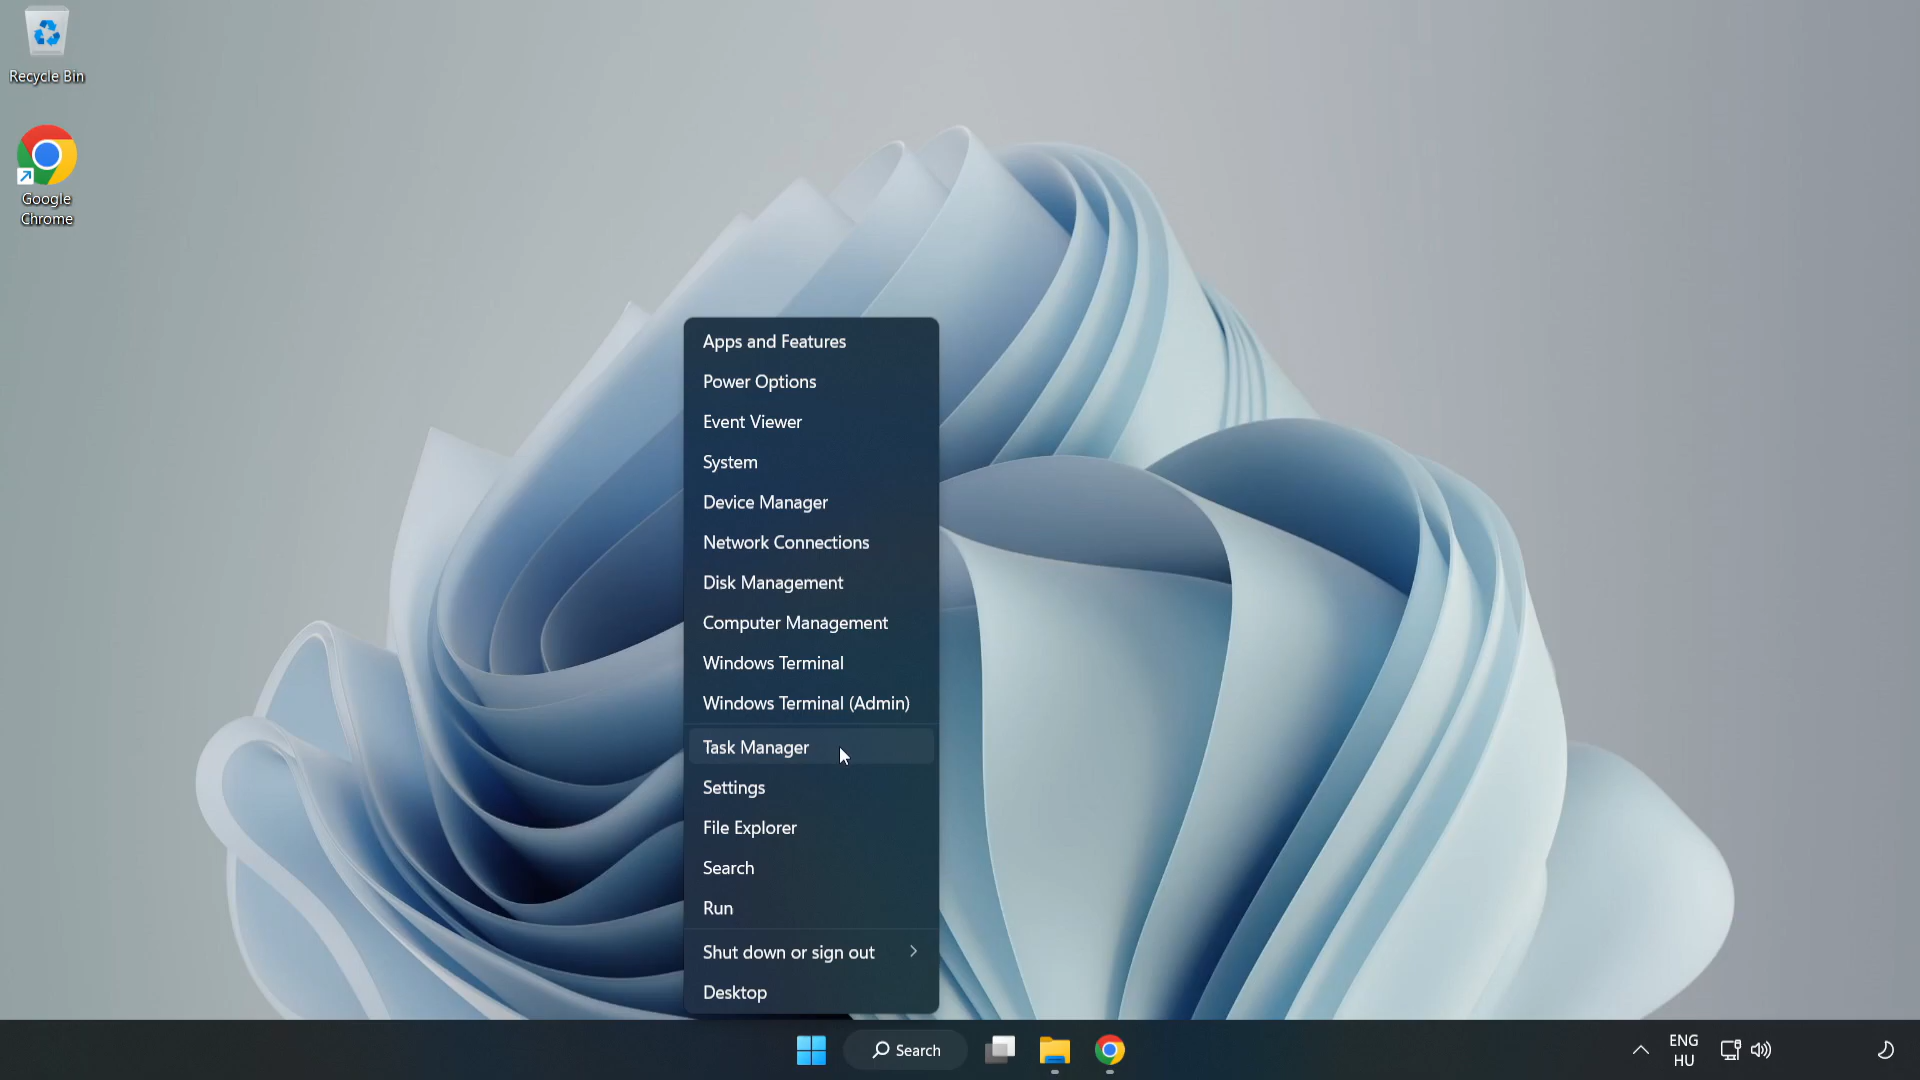 Recycle Bin
Google
Chrome
Apps and Features
Power Options
Event Viewer
System
Device Manager
Network Connections
Disk Management
Computer Management
Windows Terminal
Windows Terminal (Admin)
Task Manager
Settings
File Explorer
Search
Run
Shut down or sign out
Desktop
Search
ENG
HU